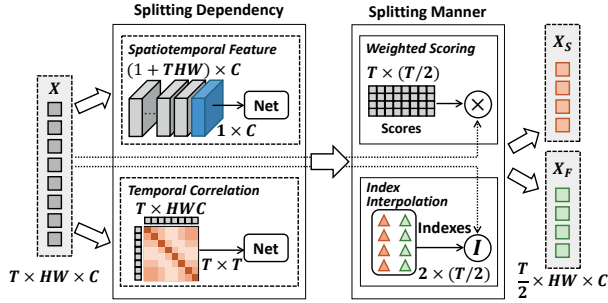 Splitting Dependency
Splitting Manner
Spatiotemporal Feature
(1 + THW) × C
...
Net
1 × C
Temporal Correlation
T × HWC
Net
T × T
X
T × HW × C
Weighted Scoring
T × (T/2)
×
Scores
Index
Interpolation
Indexes
I
2 × (T/2)
X_S
X_F
T/2 × HW × C